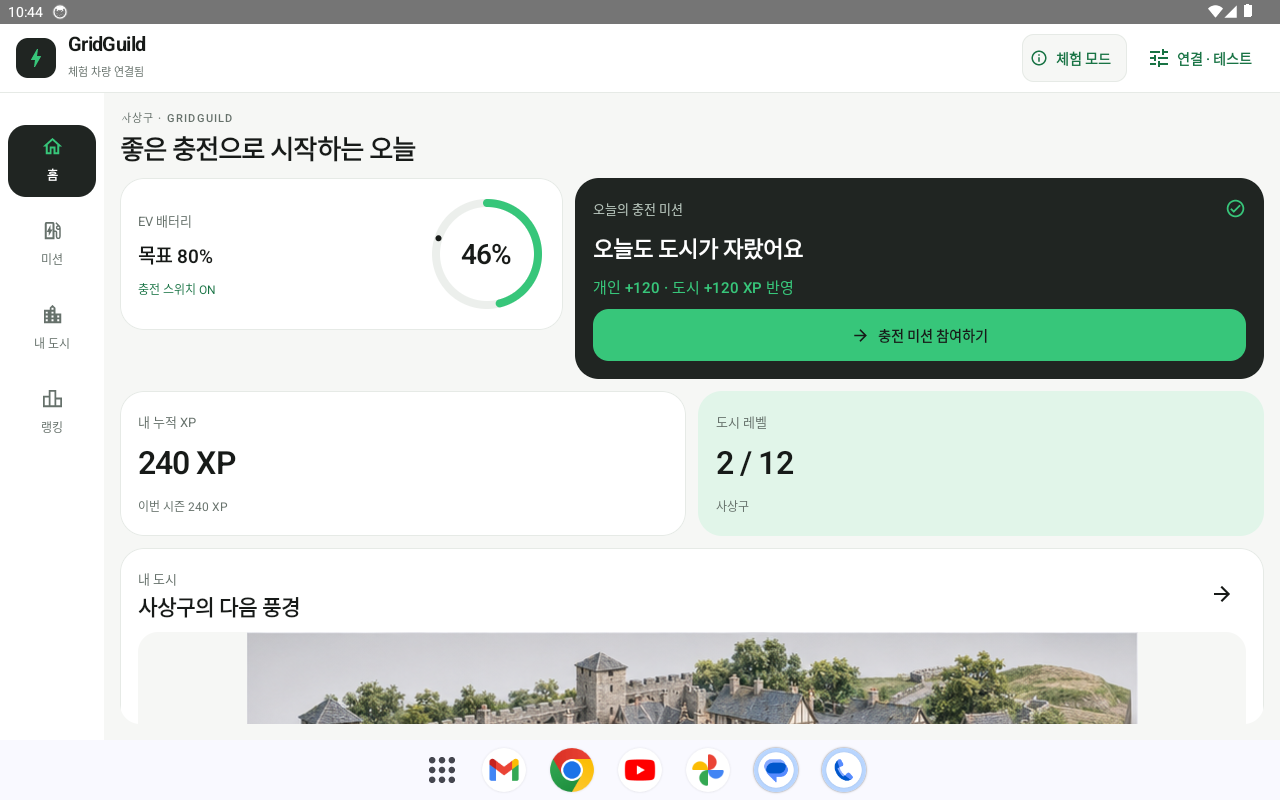 10:44
GridGuild
체험 차량 연결됨
체험 모드
연결 · 테스트
홈
미션
내 도시
랭킹
사상구 · GRIDGUILD
좋은 충전으로 시작하는 오늘
EV 배터리
목표 80%
충전 스위치 ON
46%
오늘의 충전 미션
오늘도 도시가 자랐어요
개인 +120 · 도시 +120 XP 반영
충전 미션 참여하기
내 누적 XP
240 XP
이번 시즌 240 XP
도시 레벨
2 / 12
사상구
내 도시
사상구의 다음 풍경